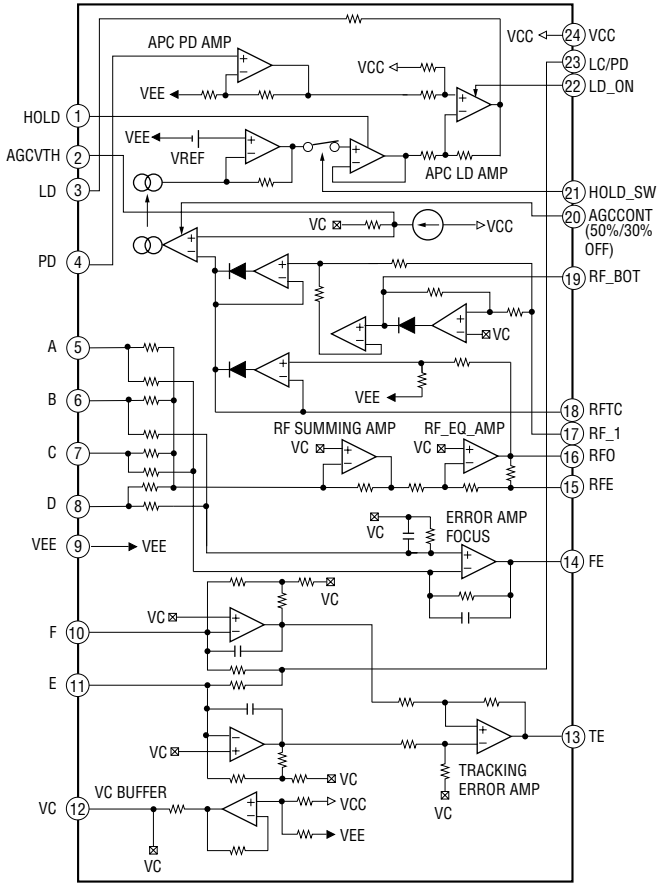 APC PD AMP
VCC
24 VCC
23 LC/PD
VCC
VEE
22 LD_ON
HOLD 1
VEE
VREF
AGCVTH 2
APC LD AMP
LD 3
21 HOLD_SW
VC
VCC
20 AGCCONT
(50%/30%
OFF)
PD 4
19 RF_BOT
VC
A 5
VEE
B 6
18 RFTC
RF SUMMING AMP
RF_EQ_AMP
17 RF_1
VC
VC
16 RFO
C 7
15 RFE
D 8
VC
ERROR AMP
FOCUS
VEE 9
VEE
14 FE
VC
VC
F 10
E 11
VC
13 TE
VC
TRACKING
ERROR AMP
VC
VC BUFFER
VC 12
VCC
VEE
VC